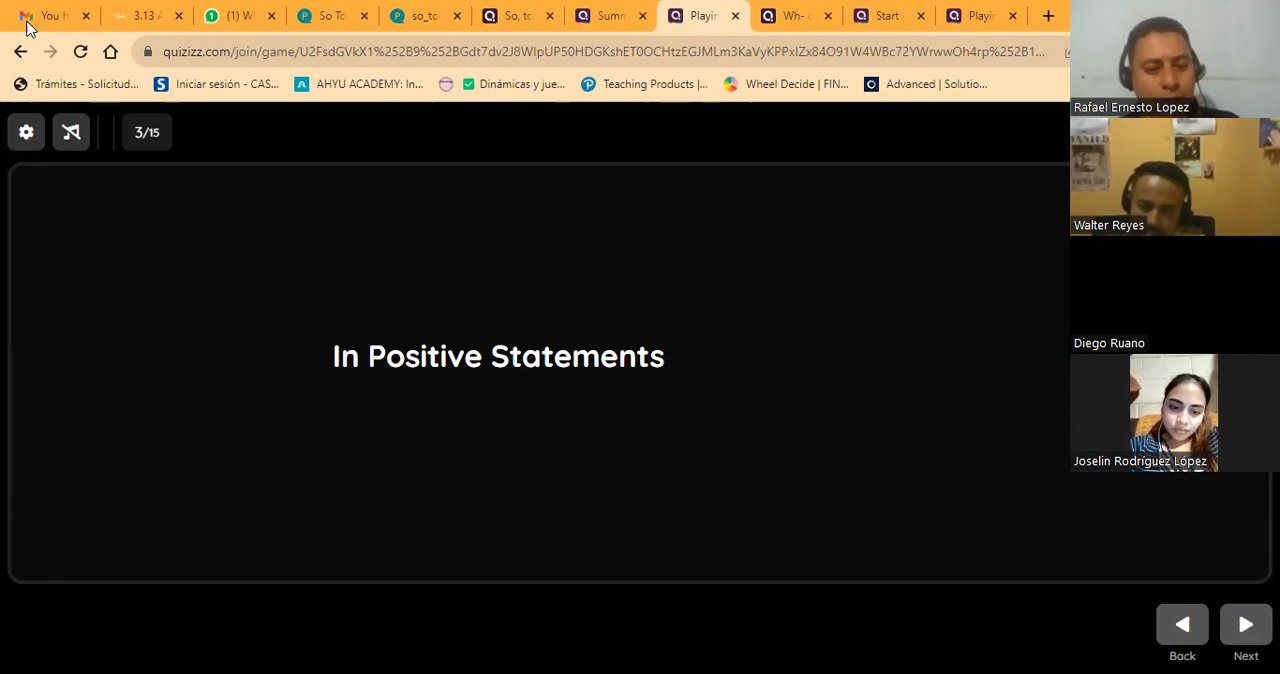 You h
3.13
(1) W
So To
so_to
So, to
Sumr
Playin
Wh-
Start
Playin
quizizz.com/join/game/U2FsdGVkX1%252B9%252BGdt7dv2J8WIpUP50HDGKshET0OCHtzEGJMLm3KaVyKPPxIZx84O91W4WBc72YWrwwOh4rp%252B1...
Trámites - Solicitud...
Iniciar sesión - CAS...
AHYU ACADEMY: In...
Dinámicas y jue...
Teaching Products |...
Wheel Decide | FIN...
Advanced | Solutio...
3/15
In Positive Statements
Back
Next
Rafael Ernesto Lopez
Walter Reyes
Diego Ruano
Joselin Rodríguez López